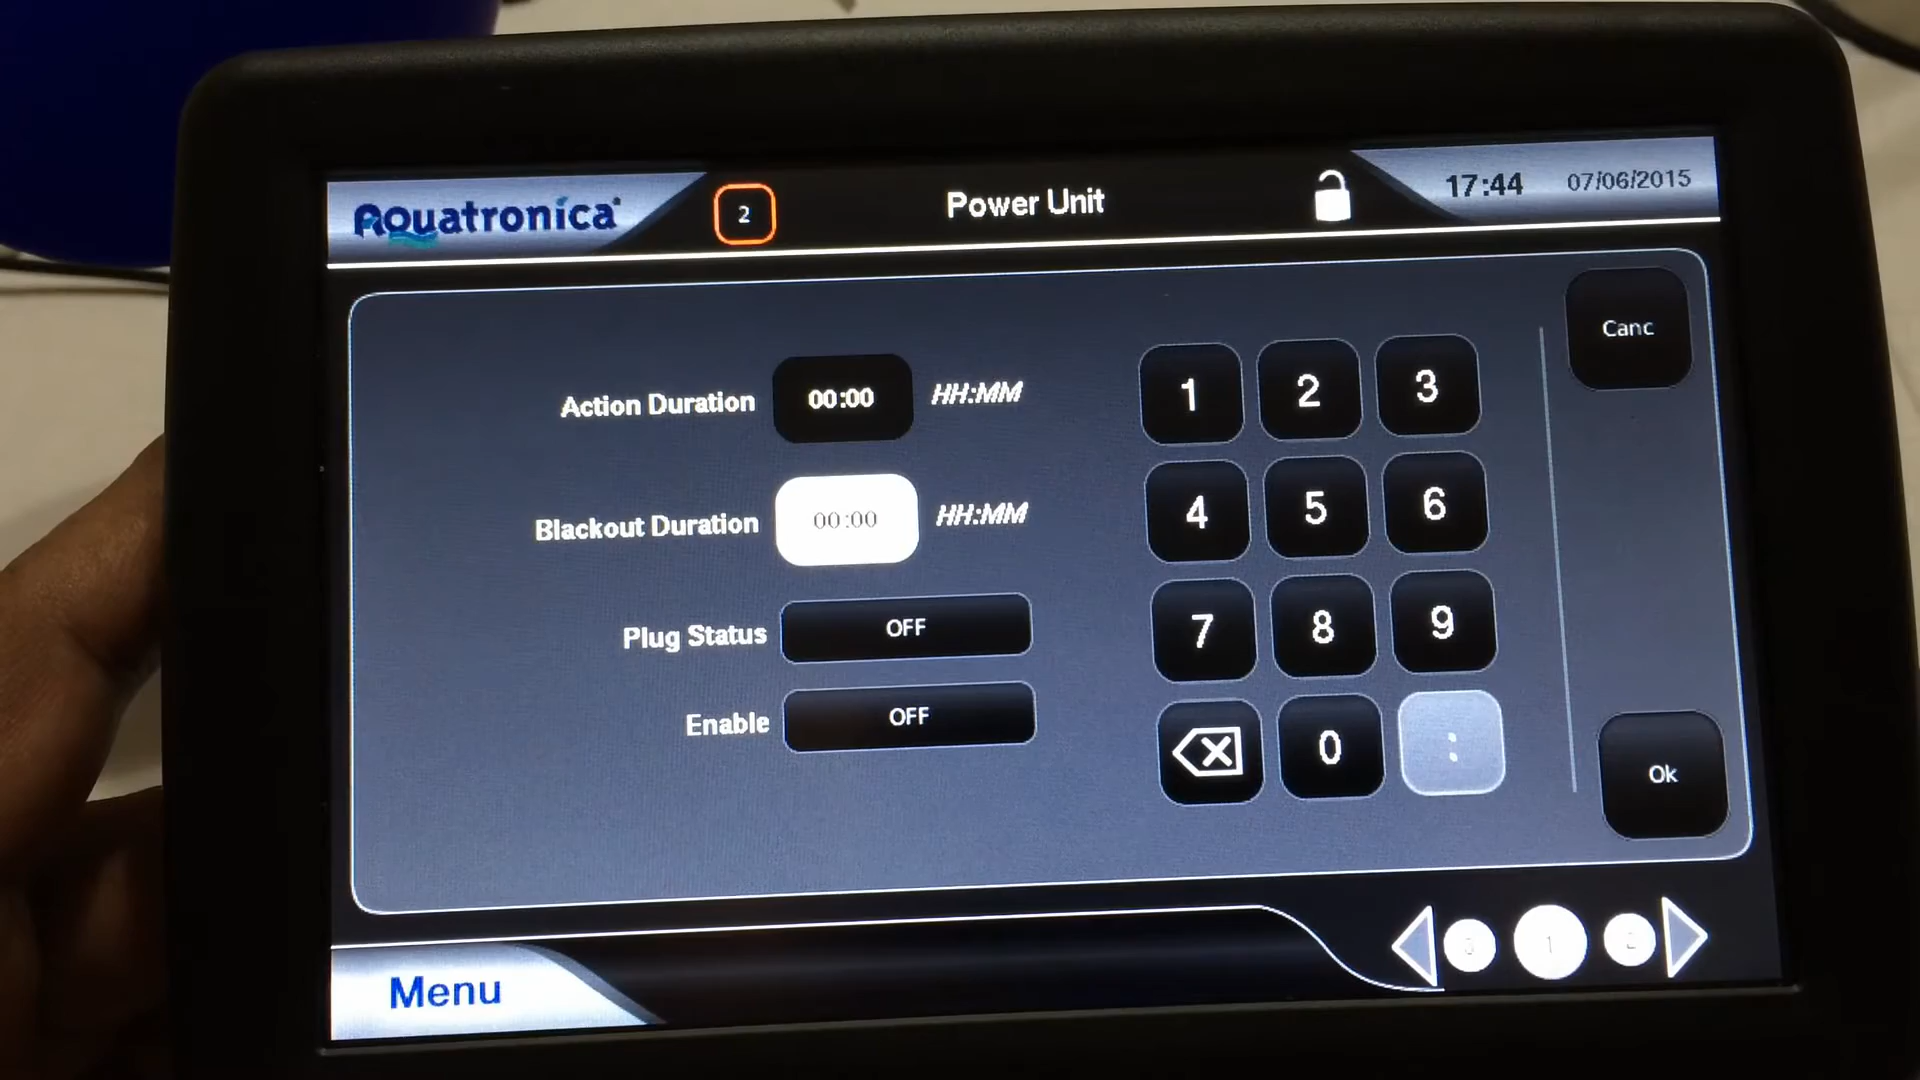 Aquatronica
2
Power Unit
17:44
07/06/2015
Action Duration 00:00 HH:MM
Blackout Duration 00:00 HH:MM
Plug Status OFF
Enable OFF
1 2 3
4 5 6
7 8 9
0 :
Canc
Ok
Menu
1